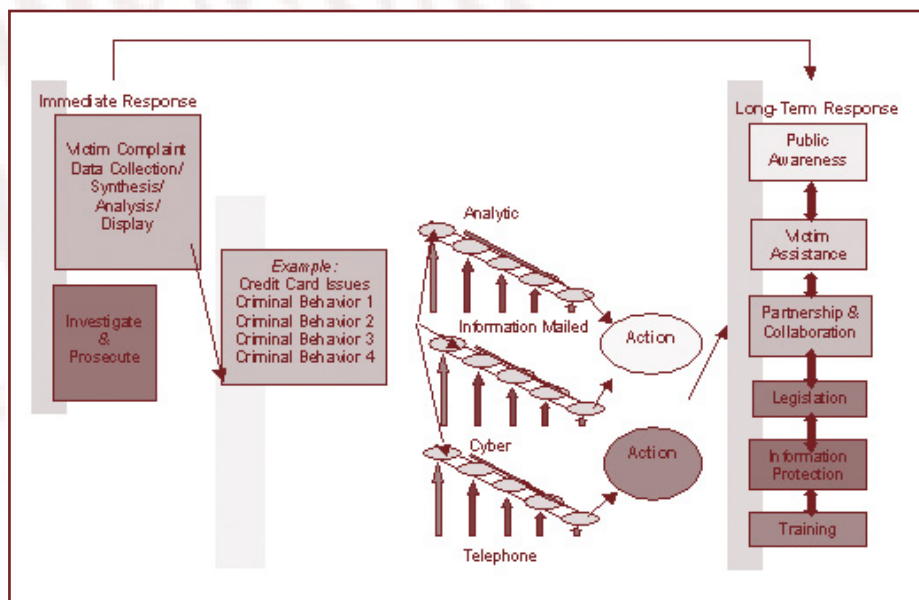 Immediate Response
Victim Complaint
Data Collection/
Synthesis/
Analysis/
Display
Investigate
&
Prosecute
Example:
Credit Card Issues
Criminal Behavior 1
Criminal Behavior 2
Criminal Behavior 3
Criminal Behavior 4
Analytic
Information Mailed
Cyber
Telephone
Action
Action
Long-Term Response
Public
Awareness
Victim
Assistance
Partnership &
Collaboration
Legislation
Information
Protection
Training